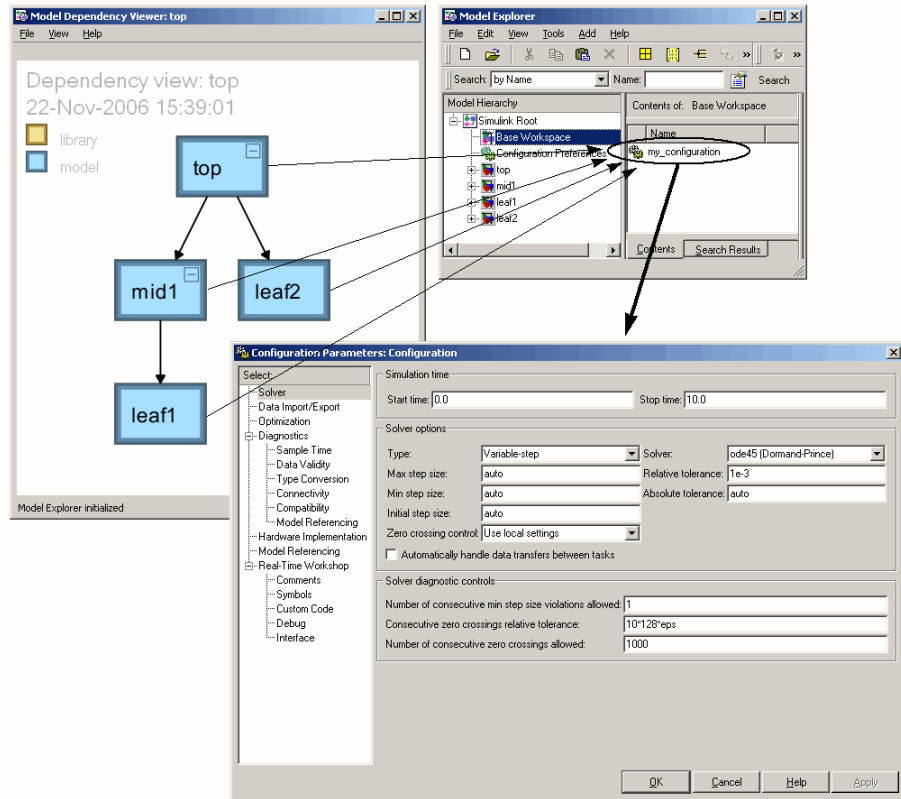 Model Dependency Viewer: top
File View Help
Dependency view: top
22-Nov-2006 15:39:01
library
model
top
mid1
leaf2
leaf1
Model Explorer initialized
Model Explorer
File Edit View Tools Add Help
Search: by Name Name: Search
Model Hierarchy
Simulink Root
Base Workspace
Configuration Preferences
top
mid1
leaf1
leaf2
Contents of: Base Workspace
Name
my_configuration
Contents Search Results
Configuration Parameters: Configuration
Select:
Solver
Data Import/Export
Optimization
Diagnostics
Sample Time
Data Validity
Type Conversion
Connectivity
Compatibility
Model Referencing
Hardware Implementation
Model Referencing
Real-Time Workshop
Comments
Symbols
Custom Code
Debug
Interface
Simulation time
Start time: 0.0 Stop time: 10.0
Solver options
Type: Variable-step Solver: ode45 (Dormand-Prince)
Max step size: auto Relative tolerance: 1e-3
Min step size: auto Absolute tolerance: auto
Initial step size: auto
Zero crossing control: Use local settings
Automatically handle data transfers between tasks
Solver diagnostic controls
Number of consecutive min step size violations allowed: 1
Consecutive zero crossings relative tolerance: 10*128*eps
Number of consecutive zero crossings allowed: 1000
OK Cancel Help Apply